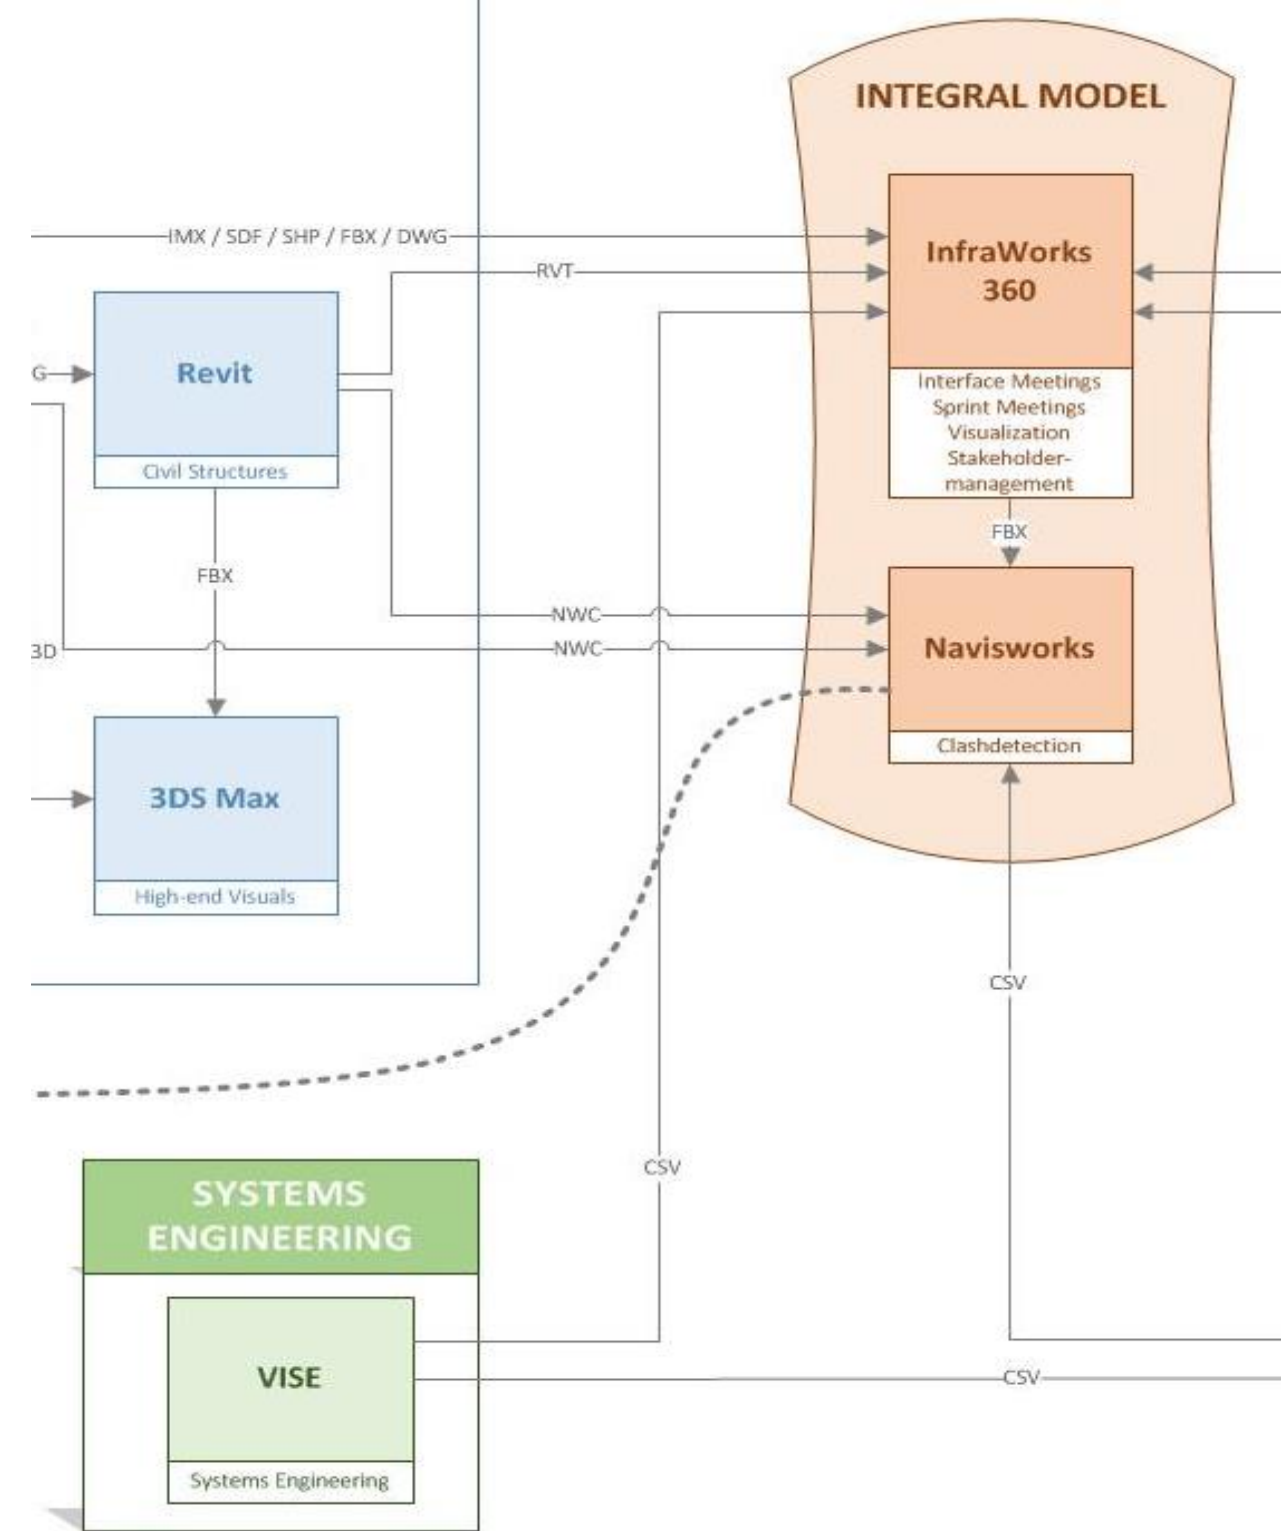 INTEGRAL MODEL
IMX / SDF / SHP / FBX / DWG
RVT
InfraWorks
360
G
Revit
Civil Structures
Interface Meetings
Sprint Meetings
Visualization
Stakeholder-
management
FBX
FBX
NWC
3D
NWC
Navisworks
Clashdetection
3DS Max
High-end Visuals
CSV
CSV
SYSTEMS
ENGINEERING
VISE
CSV
Systems Engineering